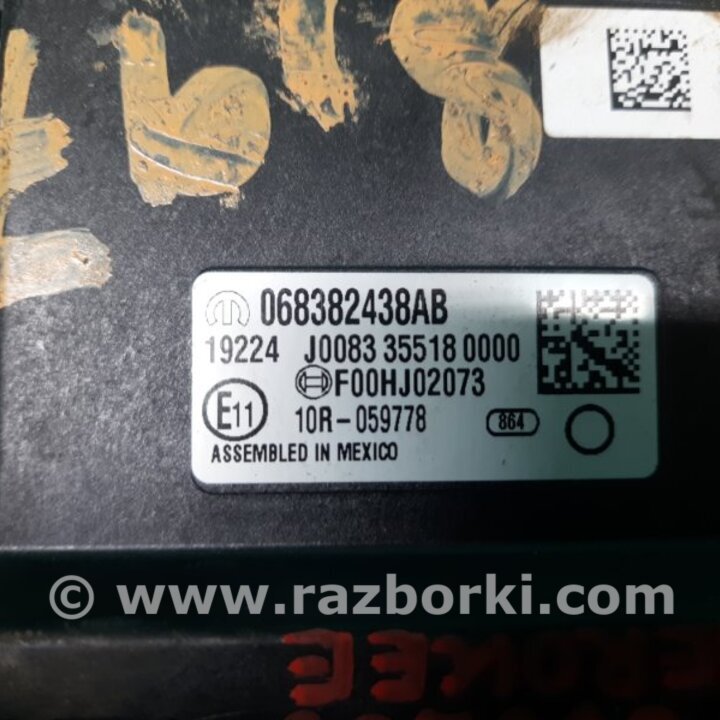 068382438AB
19224 J0083 35518 0000
F00HJ02073
E11 10R-059778 864
ASSEMBLED IN MEXICO
© www.razborki.com